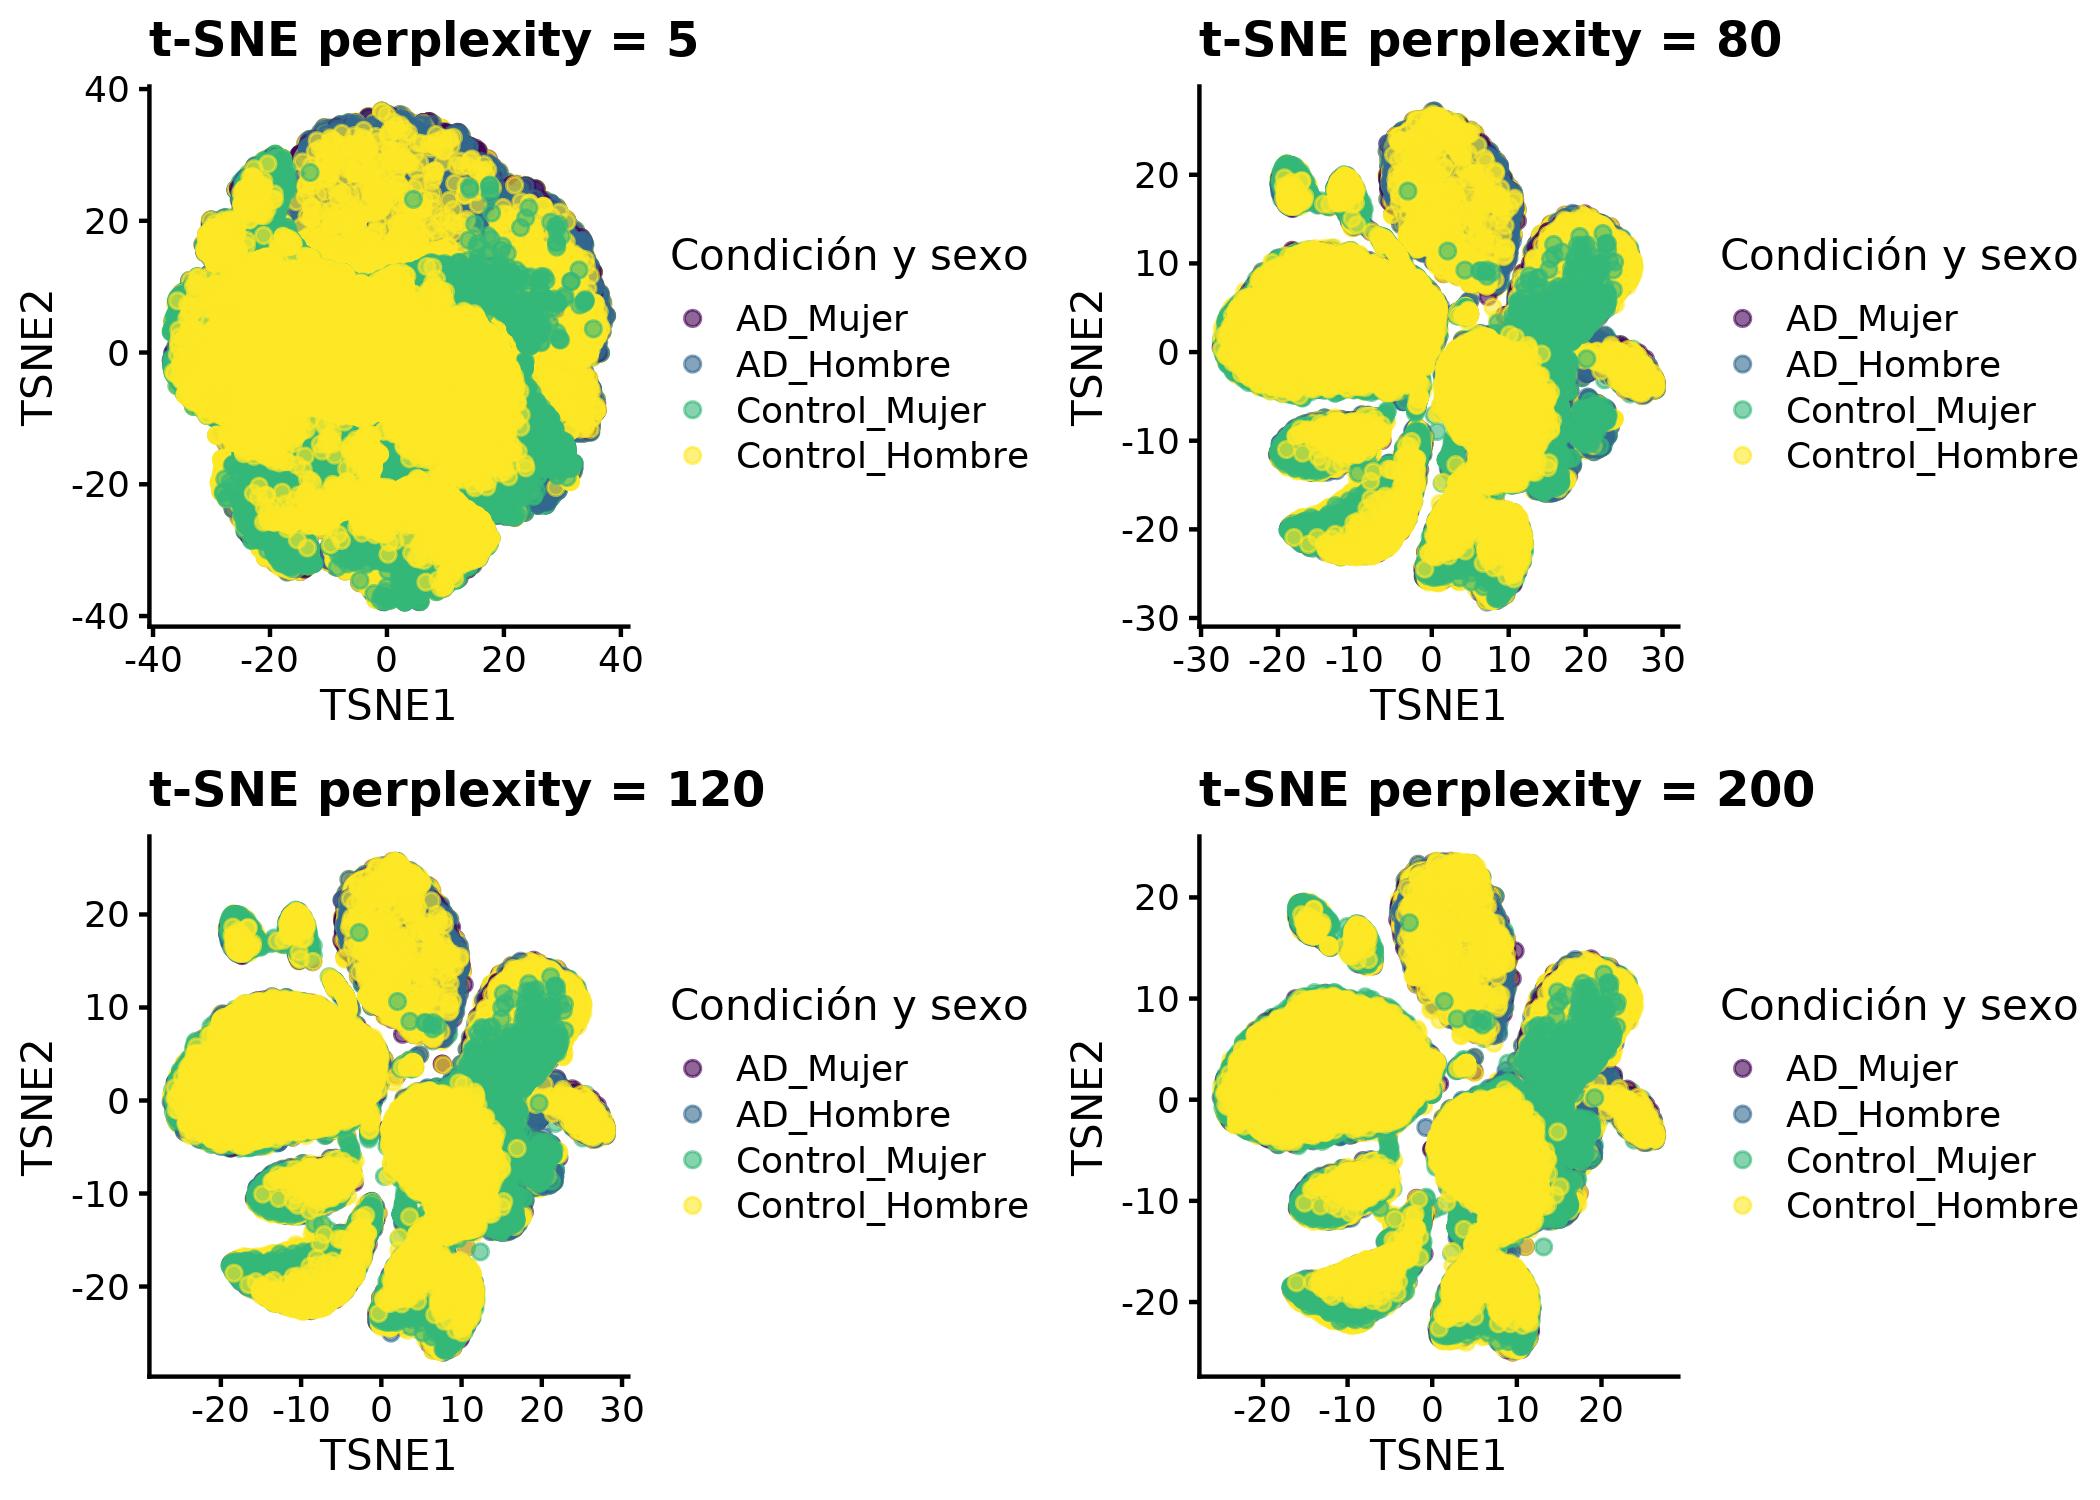 t-SNE perplexity = 5
40
20
0
-20
-40
-40 -20 0 20 40
TSNE1
TSNE2
Condición y sexo
AD_Mujer
AD_Hombre
Control_Mujer
Control_Hombre
t-SNE perplexity = 80
20
10
0
-10
-20
-30
-30 -20 -10 0 10 20 30
TSNE1
TSNE2
Condición y sexo
AD_Mujer
AD_Hombre
Control_Mujer
Control_Hombre
t-SNE perplexity = 120
20
10
0
-10
-20
-20 -10 0 10 20 30
TSNE1
TSNE2
Condición y sexo
AD_Mujer
AD_Hombre
Control_Mujer
Control_Hombre
t-SNE perplexity = 200
20
10
0
-10
-20
-20 -10 0 10 20
TSNE1
TSNE2
Condición y sexo
AD_Mujer
AD_Hombre
Control_Mujer
Control_Hombre